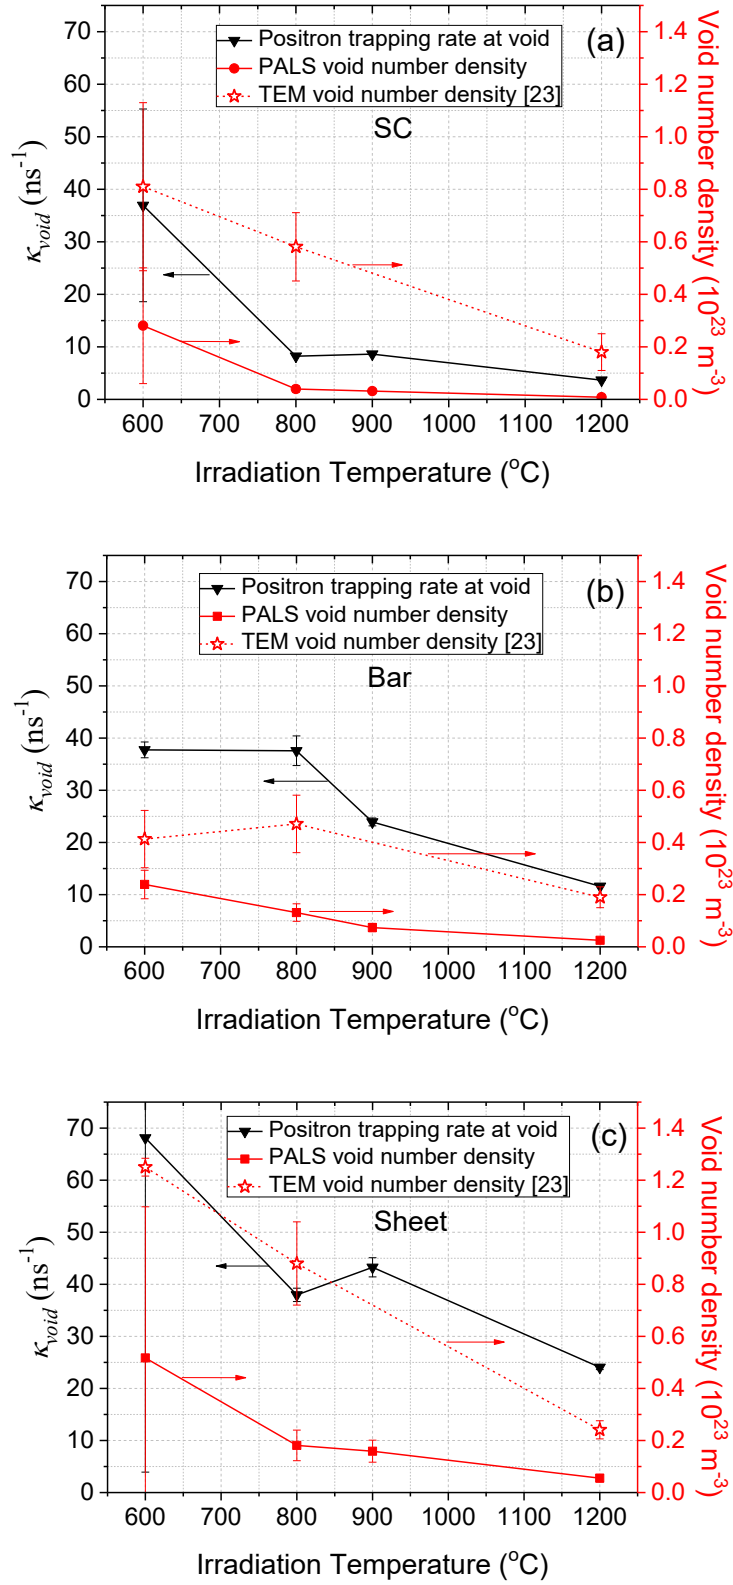 70
60
50
40
30
20
10
0
κvoid (ns-1)
Positron trapping rate at void
PALS void number density
TEM void number density [23]
(a)
SC
1.4
1.2
1.0
0.8
0.6
0.4
0.2
0.0
Void number density (10^23 m^-3)
600 700 800 900 1000 1100 1200
Irradiation Temperature (oC)
70
60
50
40
30
20
10
0
κvoid (ns-1)
Positron trapping rate at void
PALS void number density
TEM void number density [23]
(b)
Bar
1.4
1.2
1.0
0.8
0.6
0.4
0.2
0.0
Void number density (10^23 m^-3)
600 700 800 900 1000 1100 1200
Irradiation Temperature (oC)
70
60
50
40
30
20
10
0
κvoid (ns-1)
Positron trapping rate at void
PALS void number density
TEM void number density [23]
(c)
Sheet
1.4
1.2
1.0
0.8
0.6
0.4
0.2
0.0
Void number density (10^23 m^-3)
600 700 800 900 1000 1100 1200
Irradiation Temperature (oC)